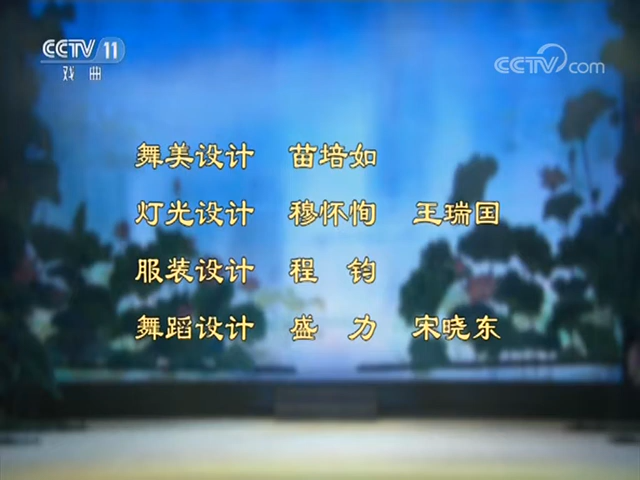 CCTV 11
戏曲
CCTV.com
舞美设计 苗培如
灯光设计 穆怀恂 王瑞国
服装设计 程 钧
舞蹈设计 盛 力 宋晓东